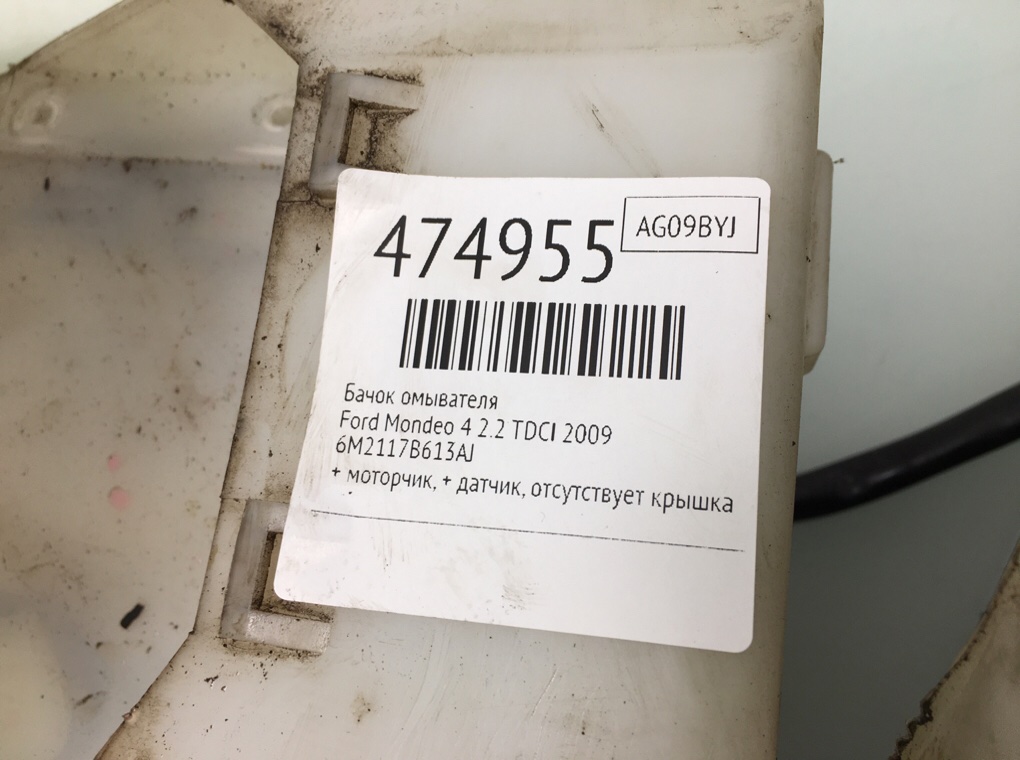 474955
AG09BYJ
Бачок омывателя
Ford Mondeo 4 2.2 TDCI 2009
6M2117B613AJ
+ моторчик, + датчик, отсутствует крышка